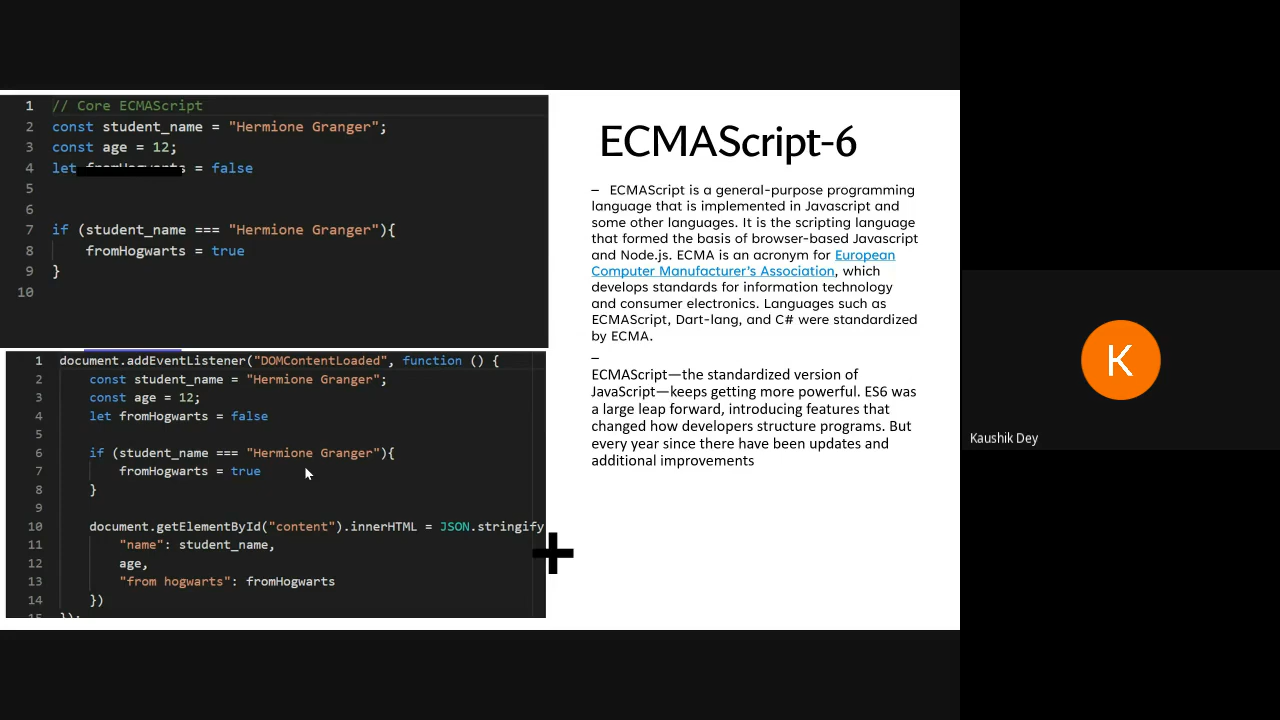 1 // Core ECMAScript
2 const student_name = "Hermione Granger";
3 const age = 12;
4 let = false
5
6
7 if (student_name === "Hermione Granger"){
8 fromHogwarts = true
9 }
10
1 document.addEventListener("DOMContentLoaded", function () {
2 const student_name = "Hermione Granger";
3 const age = 12;
4 let fromHogwarts = false
5
6 if (student_name === "Hermione Granger"){
7 fromHogwarts = true
8 }
9
10 document.getElementById("content").innerHTML = JSON.stringify
11 "name": student_name,
12 age,
13 "from hogwarts": fromHogwarts
14 })
ECMAScript-6
– ECMAScript is a general-purpose programming
language that is implemented in Javascript and
some other languages. It is the scripting language
that formed the basis of browser-based Javascript
and Node.js. ECMA is an acronym for European
Computer Manufacturer's Association, which
develops standards for information technology
and consumer electronics. Languages such as
ECMAScript, Dart-lang, and C# were standardized
by ECMA.
–
ECMAScript—the standardized version of
JavaScript—keeps getting more powerful. ES6 was
a large leap forward, introducing features that
changed how developers structure programs. But
every year since there have been updates and
additional improvements
K
Kaushik Dey